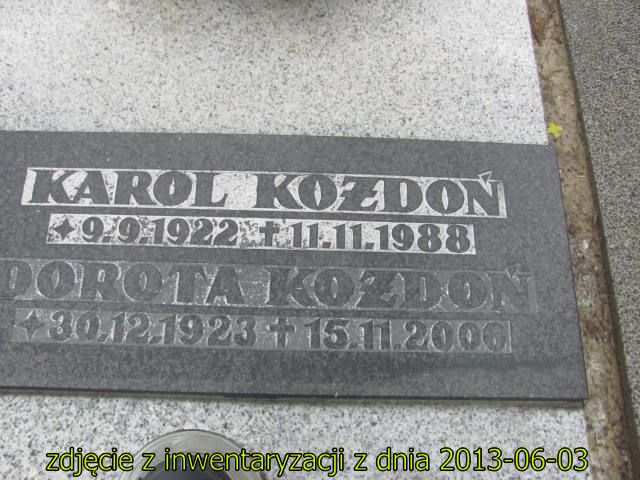 KAROL KOŻDOŃ
✦ 9.9.1922 ✝ 11.11.1988
DOROTA KOŻDOŃ
✦ 30.12.1923 ✝ 15.11.2006
zdjęcie z inwentaryzacji z dnia 2013-06-03